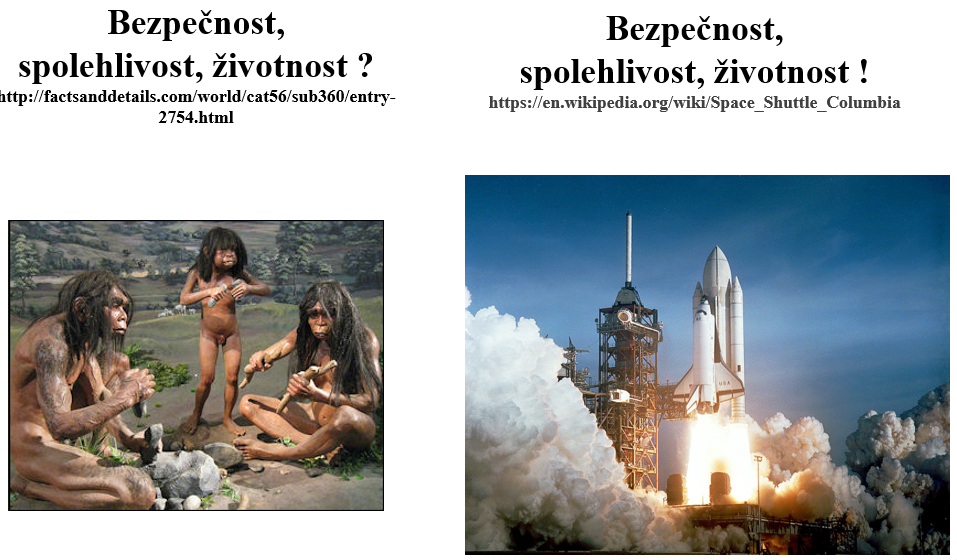 Bezpečnost,
spolehlivost, životnost ?
http://factsanddetails.com/world/cat56/sub360/entry-
2754.html
Bezpečnost,
spolehlivost, životnost !
https://en.wikipedia.org/wiki/Space_Shuttle_Columbia
USA